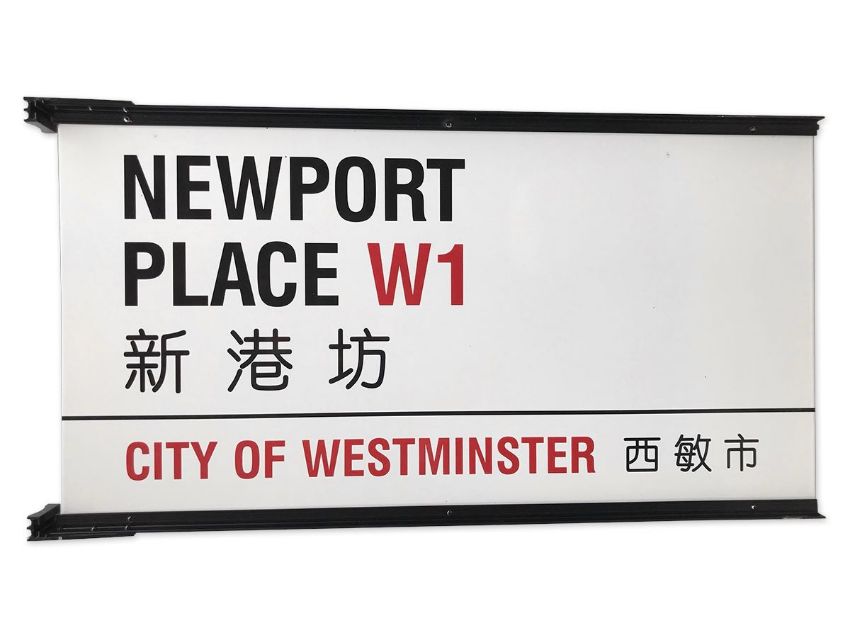 NEWPORT
PLACE W1
新港坊
CITY OF WESTMINSTER 西敏市